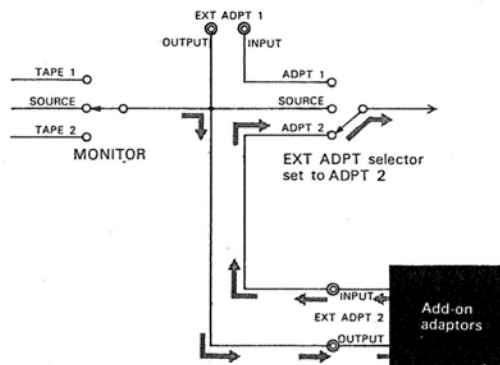 EXT ADPT 1
OUTPUT
INPUT
TAPE 1
ADPT 1
SOURCE
SOURCE
TAPE 2
ADPT 2
MONITOR
EXT ADPT selector
set to ADPT 2
INPUT
EXT ADPT 2
OUTPUT
Add-on
adaptors